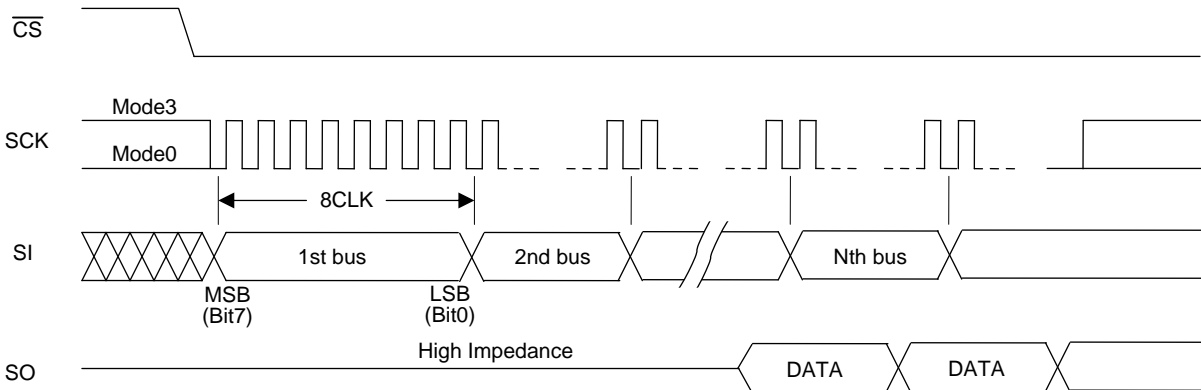 CS
Mode3
SCK
Mode0
8CLK
SI
1st bus
2nd bus
Nth bus
MSB
(Bit7)
LSB
(Bit0)
High Impedance
SO
DATA
DATA